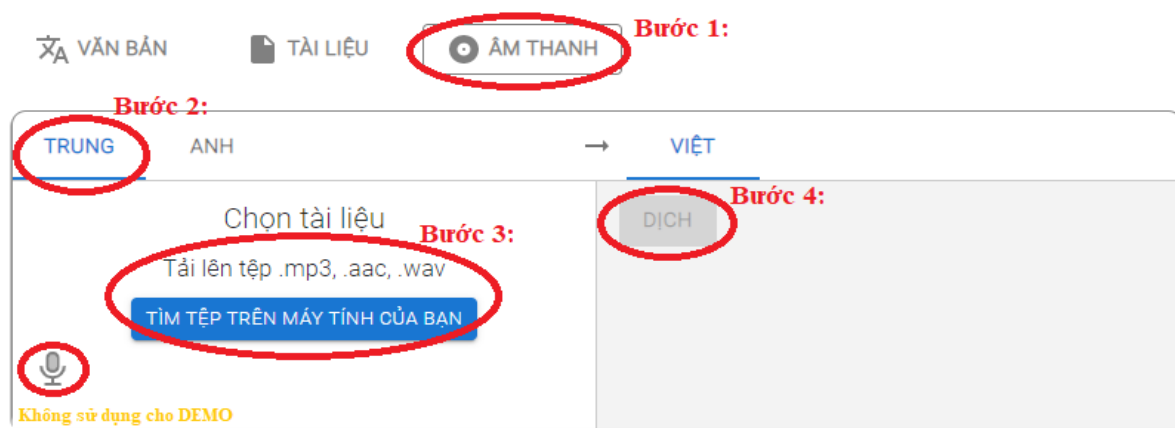 VĂN BẢN TÀI LIỆU ÂM THANH Bước 1:
Bước 2:
TRUNG ANH → VIỆT
Chọn tài liệu
Bước 3:
Tải lên tệp .mp3, .aac, .wav
TÌM TỆP TRÊN MÁY TÍNH CỦA BẠN
Bước 4:
DỊCH
Không sử dụng cho DEMO